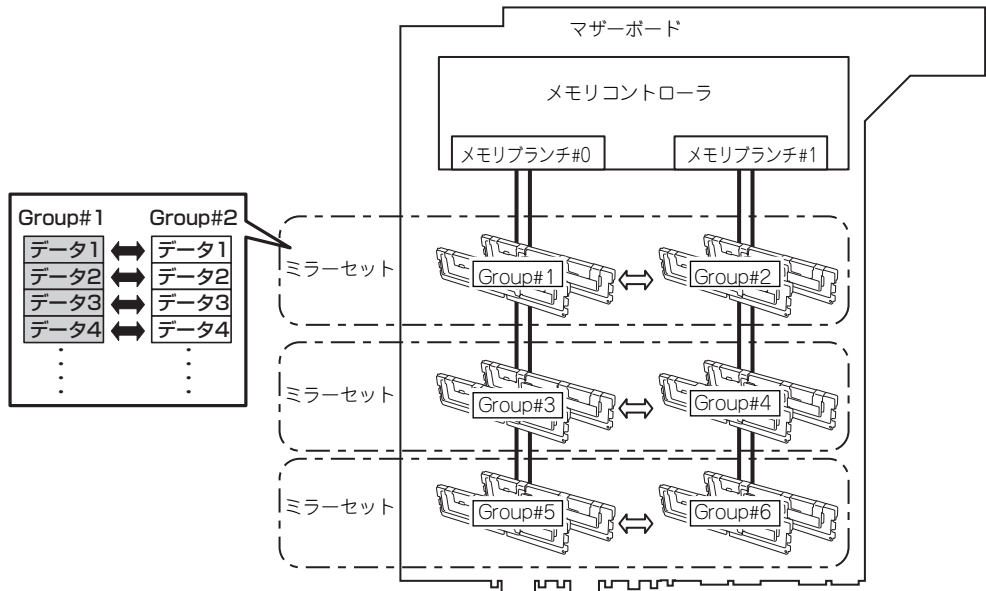 マザーボード
メモリコントローラ
メモリブランチ#0 メモリブランチ#1
Group#1 Group#2
データ1 データ1
データ2 データ2
データ3 データ3
データ4 データ4
ミラーセット Group#1 Group#2
ミラーセット Group#3 Group#4
ミラーセット Group#5 Group#6